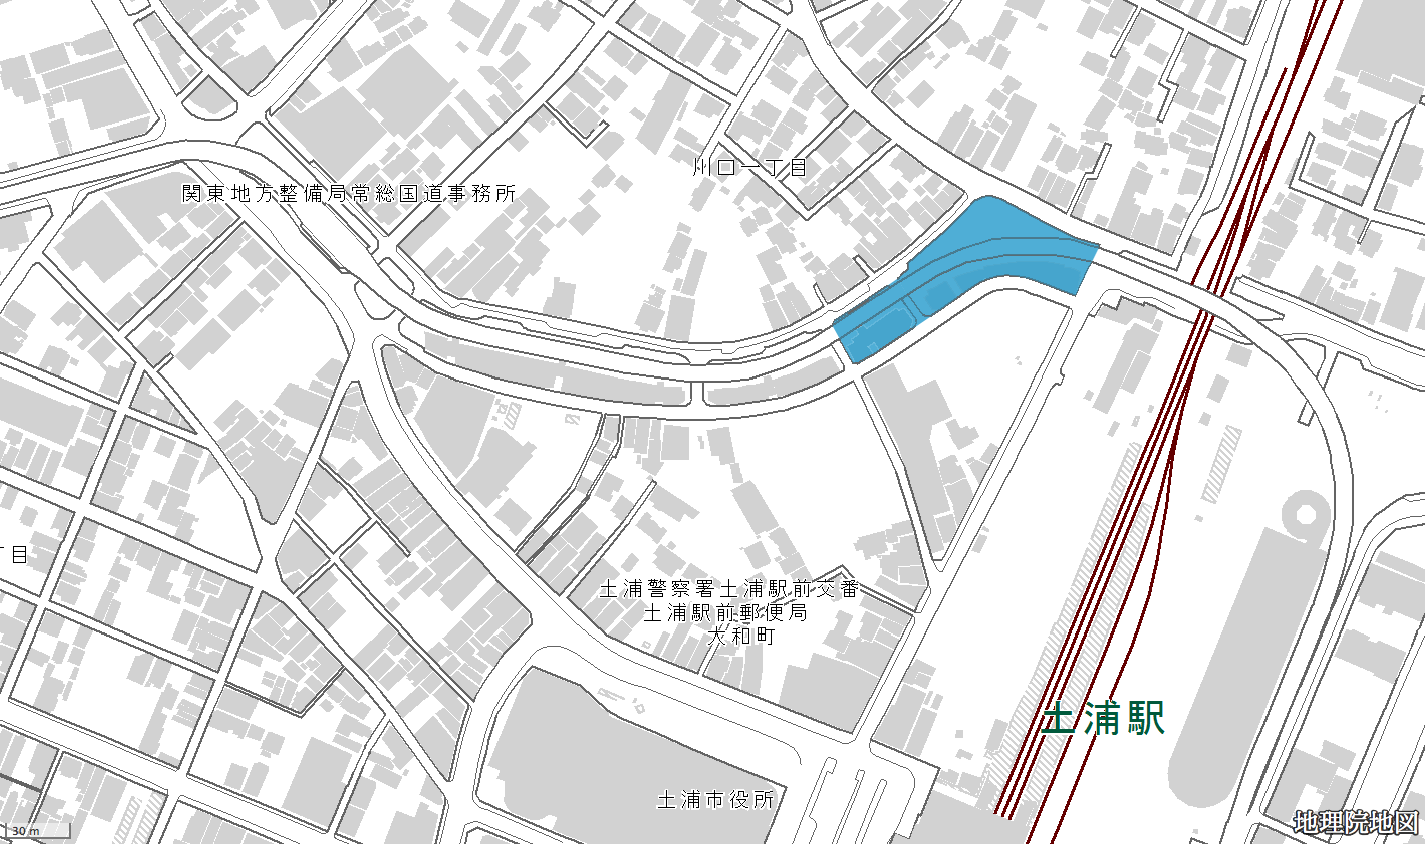 川口一丁目
関東地方整備局常総国道事務所
丁目
土浦警察署土浦駅前交番
土浦駅前郵便局
大和町
土浦駅
土浦市役所
30 m
地理院地図